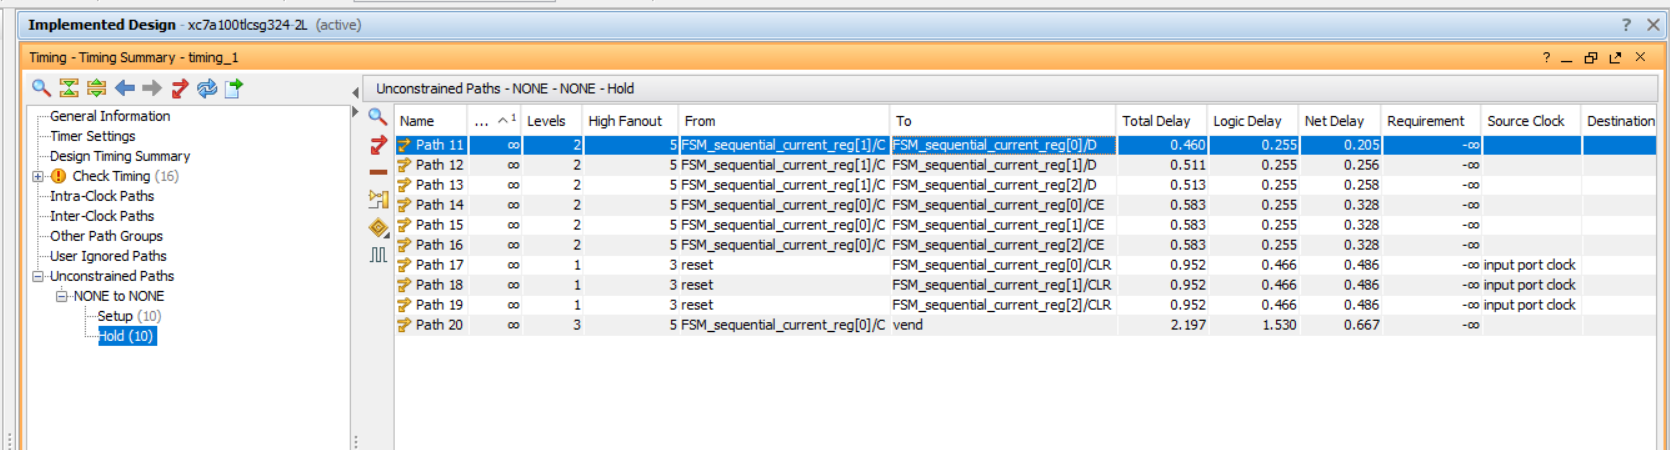 Implemented Design - xc7a100tlcsg324-2L (active) ? X
Timing - Timing Summary - timing_1
General Information
Timer Settings
Design Timing Summary
Check Timing (16)
Intra-Clock Paths
Inter-Clock Paths
Other Path Groups
User Ignored Paths
Unconstrained Paths
NONE to NONE
Setup (10)
Hold (10)
Unconstrained Paths - NONE - NONE - Hold
Name ... 1 Levels High Fanout From To Total Delay Logic Delay Net Delay Requirement Source Clock Destination
Path 11 ∞ 2 5 FSM_sequential_current_reg[1]/C FSM_sequential_current_reg[0]/D 0.460 0.255 0.205 -∞
Path 12 ∞ 2 5 FSM_sequential_current_reg[1]/C FSM_sequential_current_reg[1]/D 0.511 0.255 0.256 -∞
Path 13 ∞ 2 5 FSM_sequential_current_reg[1]/C FSM_sequential_current_reg[2]/D 0.513 0.255 0.258 -∞
Path 14 ∞ 2 5 FSM_sequential_current_reg[0]/C FSM_sequential_current_reg[0]/CE 0.583 0.255 0.328 -∞
Path 15 ∞ 2 5 FSM_sequential_current_reg[0]/C FSM_sequential_current_reg[1]/CE 0.583 0.255 0.328 -∞
Path 16 ∞ 2 5 FSM_sequential_current_reg[0]/C FSM_sequential_current_reg[2]/CE 0.583 0.255 0.328 -∞
Path 17 ∞ 1 3 reset FSM_sequential_current_reg[0]/CLR 0.952 0.466 0.486 -∞ input port clock
Path 18 ∞ 1 3 reset FSM_sequential_current_reg[1]/CLR 0.952 0.466 0.486 -∞ input port clock
Path 19 ∞ 1 3 reset FSM_sequential_current_reg[2]/CLR 0.952 0.466 0.486 -∞ input port clock
Path 20 ∞ 3 5 FSM_sequential_current_reg[0]/C vend 2.197 1.530 0.667 -∞